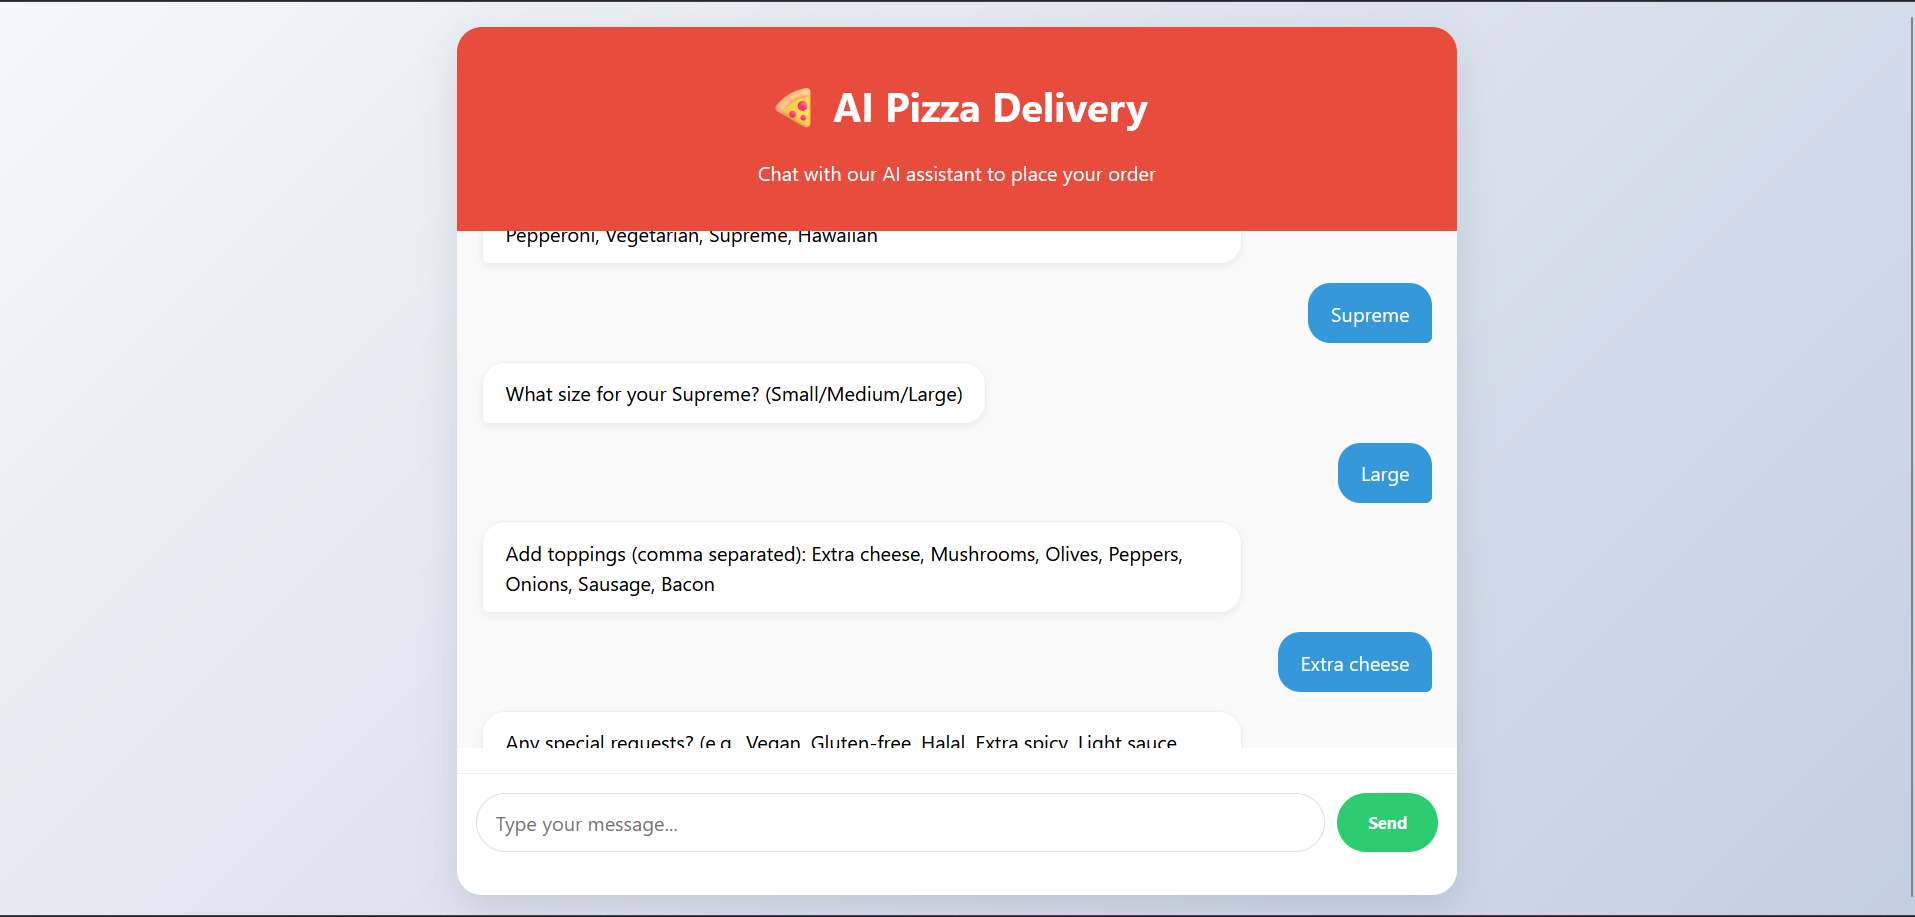 AI Pizza Delivery
Chat with our AI assistant to place your order
Pepperoni, Vegetarian, Supreme, Hawaiian
Supreme
What size for your Supreme? (Small/Medium/Large)
Large
Add toppings (comma separated): Extra cheese, Mushrooms, Olives, Peppers,
Onions, Sausage, Bacon
Extra cheese
Any special requests? (e.g., Vegan, Gluten-free, Halal, Extra spicy, Light sauce
Type your message...
Send